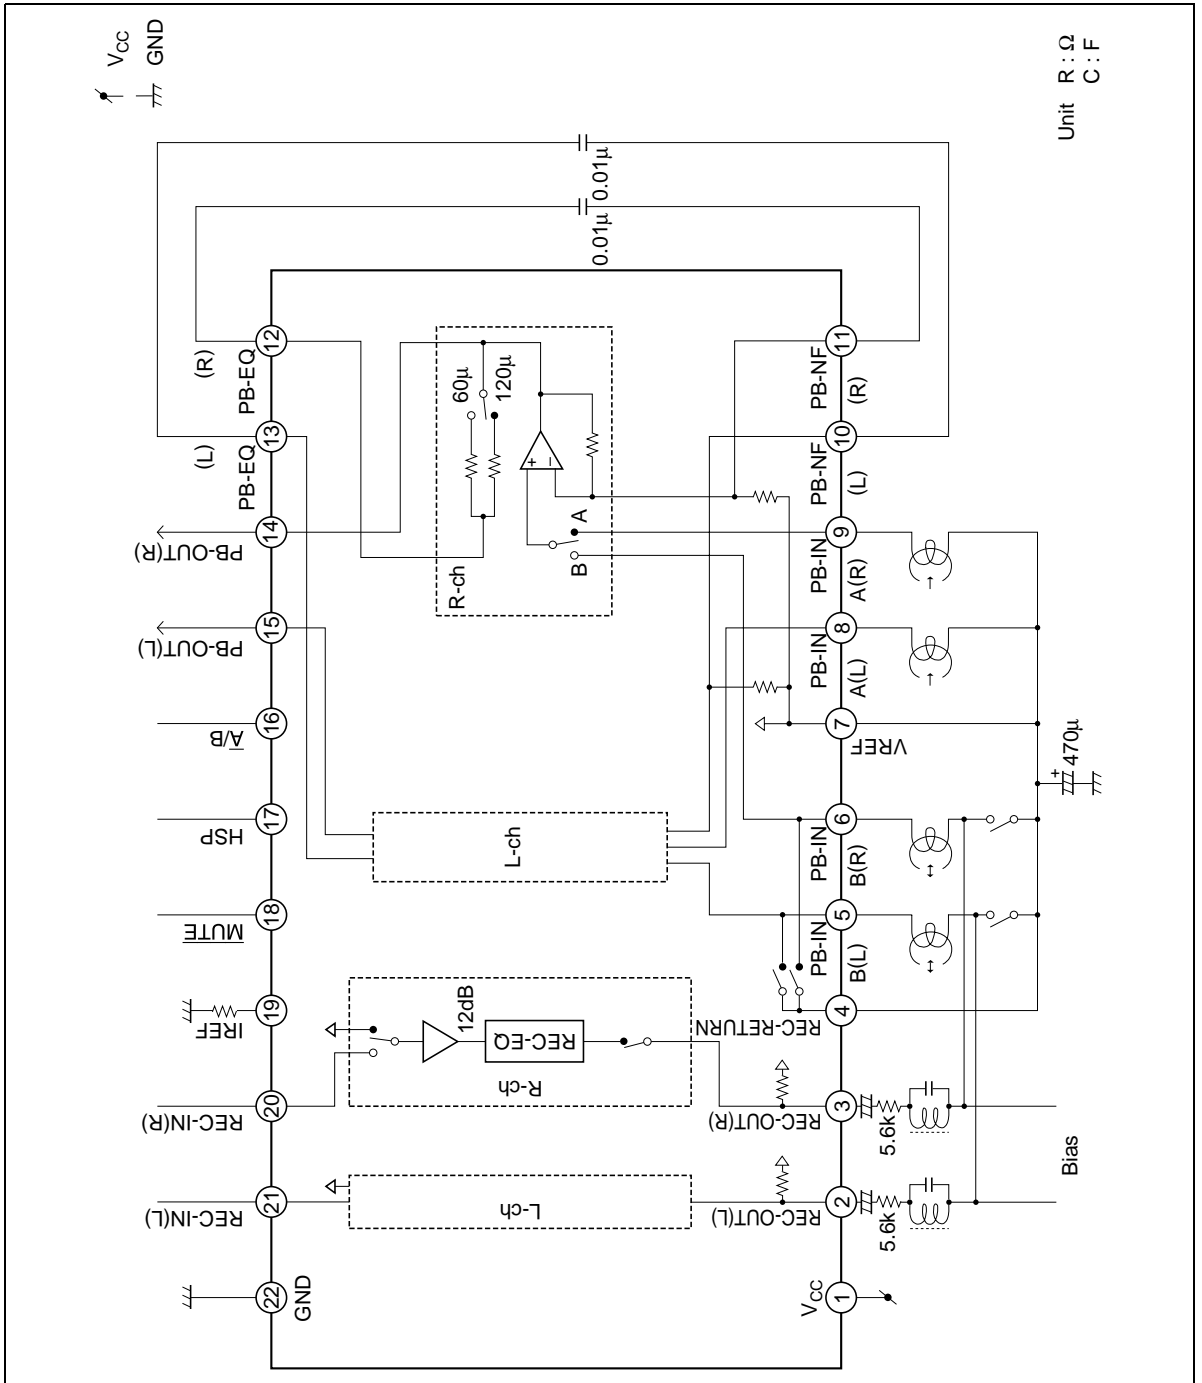 V_CC
GND
Unit R : Ω
C : F
0.01µ
0.01µ
12
PB-EQ
(R)
13
PB-EQ
(L)
14
PB-OUT(R)
15
PB-OUT(L)
16
A̅/B
17
HSP
18
M̅U̅T̅E̅
19
IREF
20
REC-IN(R)
21
REC-IN(L)
22
GND
R-ch
60µ
120µ
+
−
A
B
L-ch
12dB
REC-EQ
R-ch
L-ch
11
PB-NF
(R)
10
PB-NF
(L)
9
PB-IN
A(R)
8
PB-IN
A(L)
7
VREF
6
PB-IN
B(R)
5
PB-IN
B(L)
4
REC-RETURN
3
REC-OUT(R)
2
REC-OUT(L)
1
V_CC
+
470µ
5.6k
5.6k
Bias